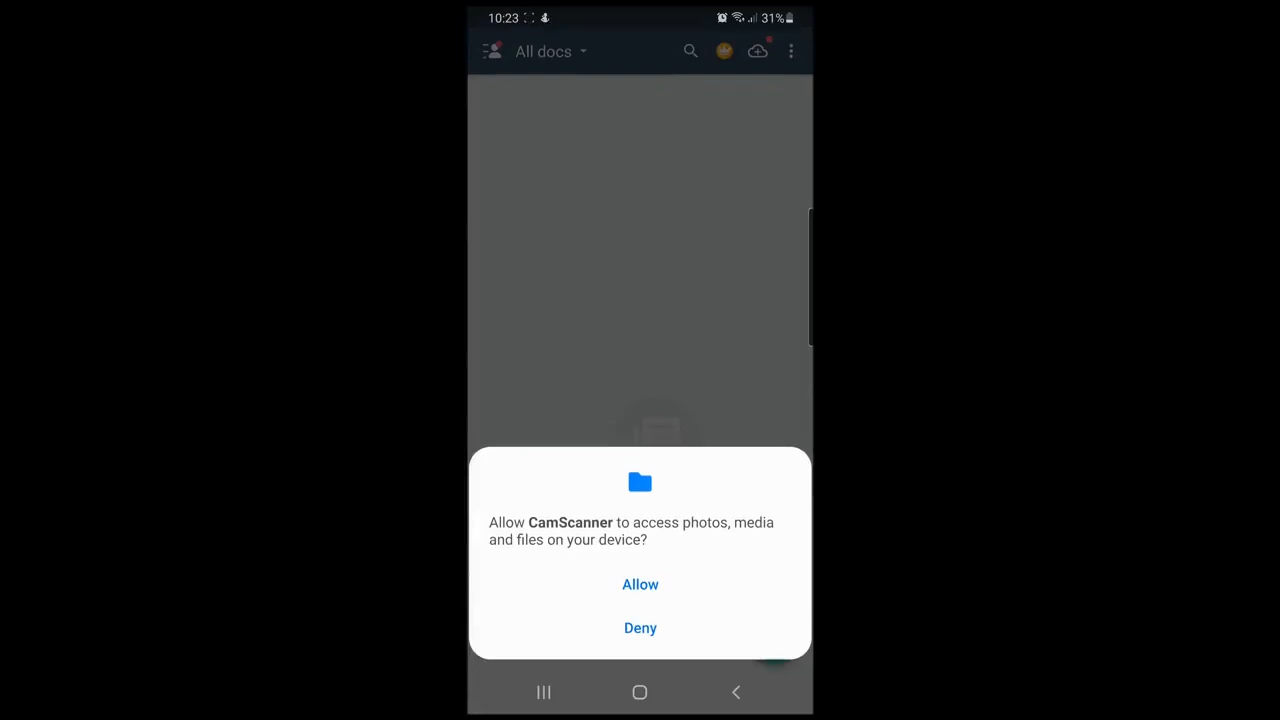 10:23 31%
All docs
Allow CamScanner to access photos, media
and files on your device?
Allow
Deny